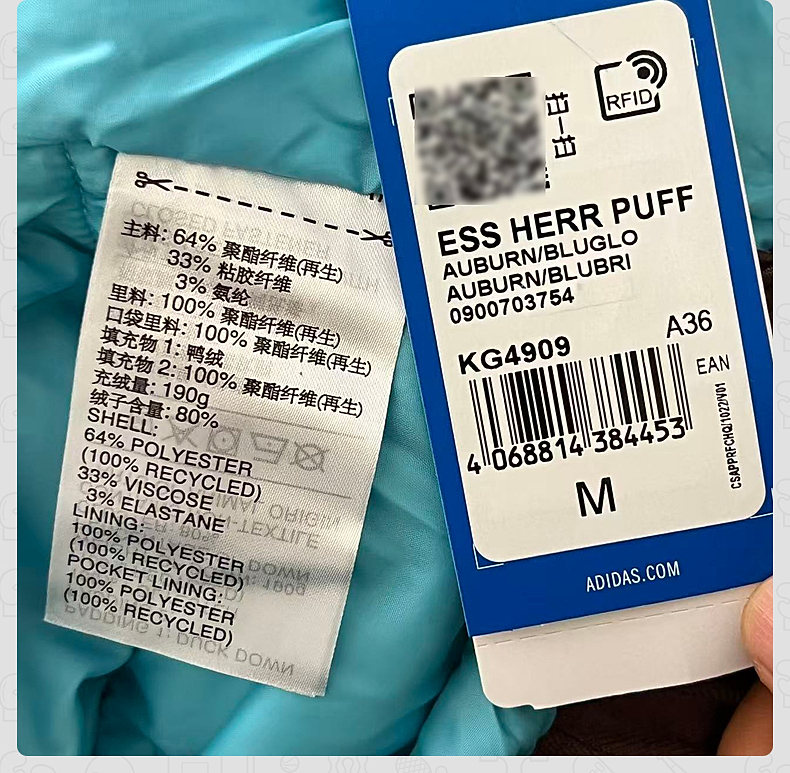 主料: 64% 聚酯纤维(再生)
33% 粘胶纤维
3% 氨纶
里料: 100% 聚酯纤维(再生)
口袋里料: 100% 聚酯纤维(再生)
填充物 1: 鸭绒
填充物 2: 100% 聚酯纤维(再生)
充绒量: 190g
绒子含量: 80%
SHELL:
64% POLYESTER
(100% RECYCLED)
33% VISCOSE
3% ELASTANE
LINING:
100% POLYESTER
(100% RECYCLED)
POCKET LINING:
100% POLYESTER
(100% RECYCLED)
RFID
ESS HERR PUFF
AUBURN/BLUGLO
AUBURN/BLUBRI
0900703754
KG4909
A36
EAN
4 068814 384453
CSAPPRFCHQ/1022/V01
M
ADIDAS.COM